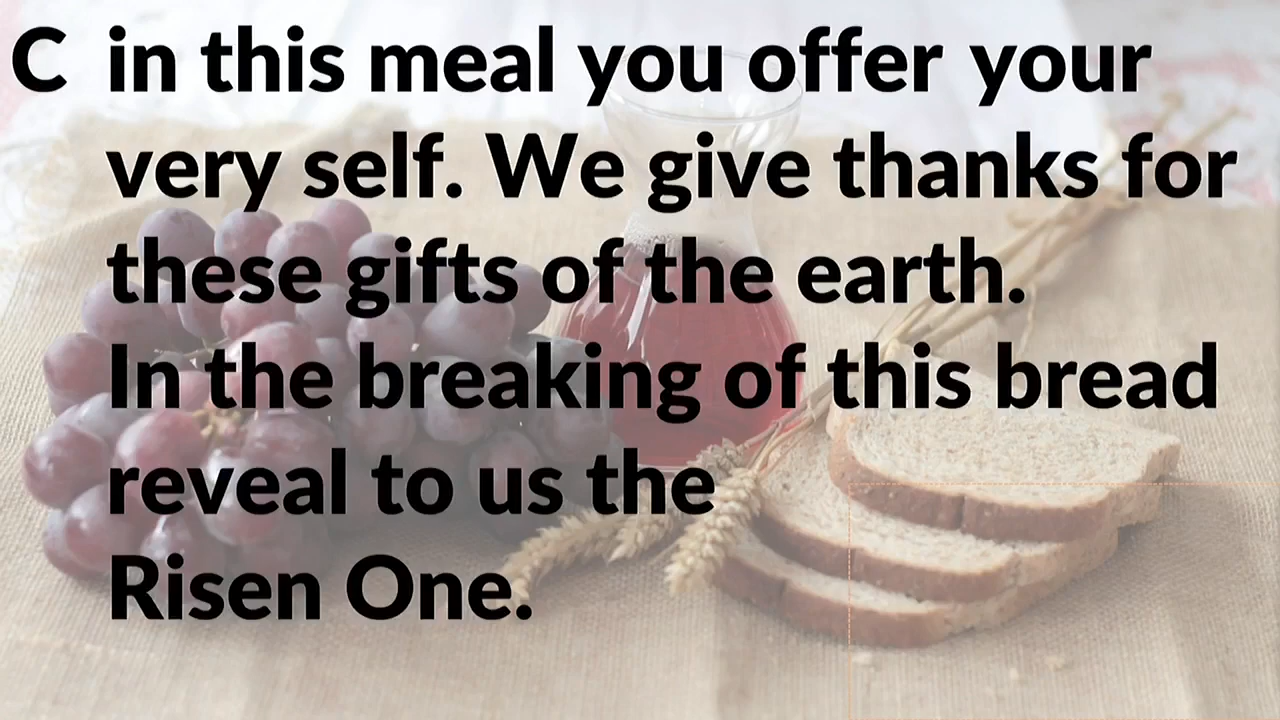 C in this meal you offer your
very self. We give thanks for
these gifts of the earth.
In the breaking of this bread
reveal to us the
Risen One.